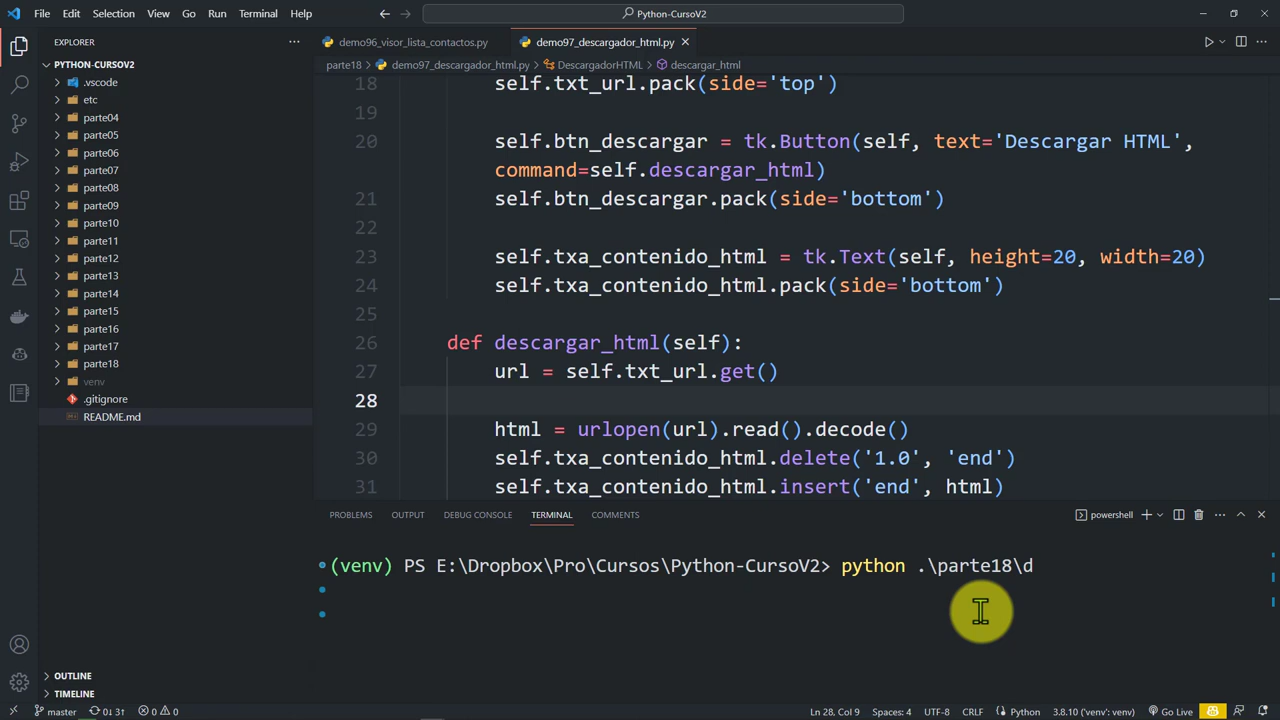 File Edit Selection View Go Run Terminal Help
Python-CursoV2
EXPLORER
demo96_visor_lista_contactos.py
demo97_descargador_html.py
PYTHON-CURSOV2
parte18 > demo97_descargador_html.py > DescargadorHTML > descargar_html
.vscode
etc
parte04
parte05
parte06
parte07
parte08
parte09
parte10
parte11
parte12
parte13
parte14
parte15
parte16
parte17
parte18
venv
.gitignore
README.md
18 self.txt_url.pack(side='top')
19
20 self.btn_descargar = tk.Button(self, text='Descargar HTML',
command=self.descargar_html)
21 self.btn_descargar.pack(side='bottom')
22
23 self.txa_contenido_html = tk.Text(self, height=20, width=20)
24 self.txa_contenido_html.pack(side='bottom')
25
26 def descargar_html(self):
27 url = self.txt_url.get()
28
29 html = urlopen(url).read().decode()
30 self.txa_contenido_html.delete('1.0', 'end')
31 self.txa_contenido_html.insert('end', html)
PROBLEMS OUTPUT DEBUG CONSOLE TERMINAL COMMENTS
powershell
(venv) PS E:\Dropbox\Pro\Cursos\Python-CursoV2> python .\parte18\d
OUTLINE
TIMELINE
master 0↓ 3↑ 0 0
Ln 28, Col 9 Spaces: 4 UTF-8 CRLF Python 3.8.10 ('venv': venv) Go Live